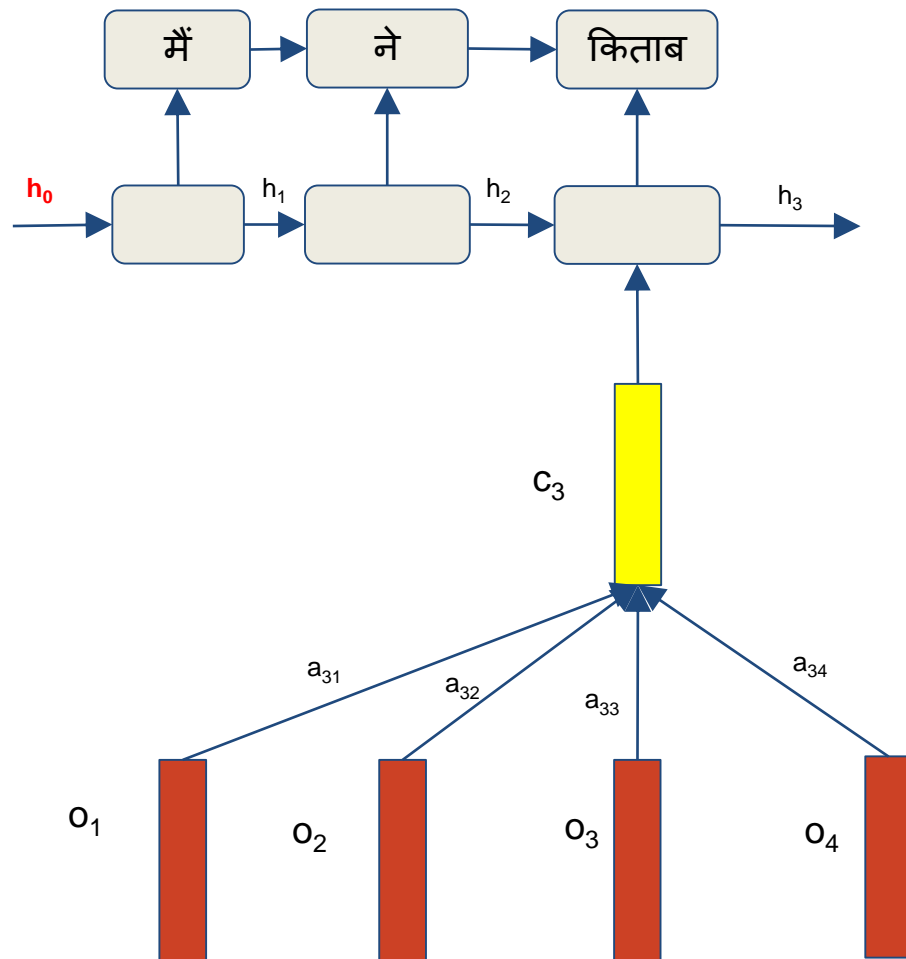 मैं ने किताब
h₀ h₁ h₂ h₃
c₃
a₃₁ a₃₂ a₃₃ a₃₄
o₁ o₂ o₃ o₄